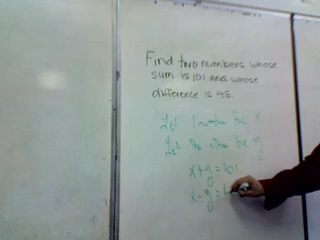 Find two numbers whose
sum is 101 and whose
difference is 45.
Let 1 number be x
Let the other be y
x+y=101
x-y=4